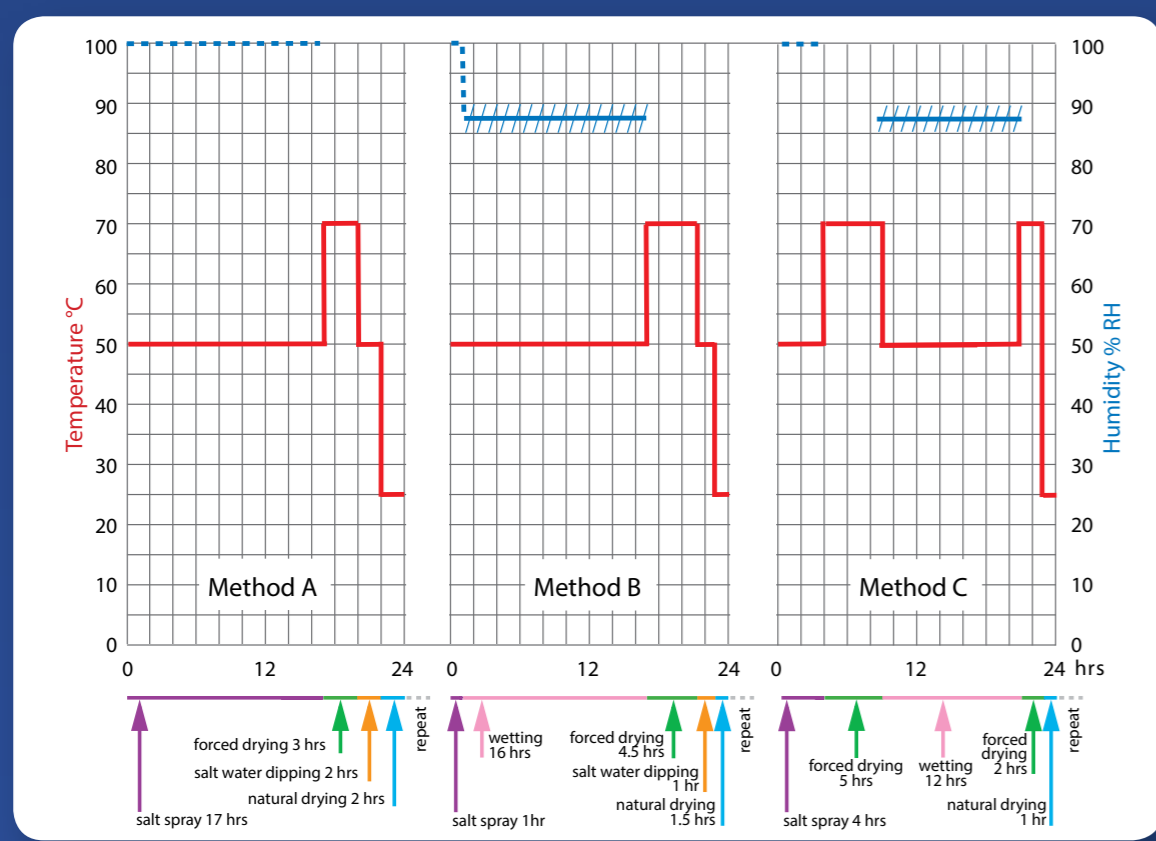 100
90
80
70
60
50
40
30
20
10
0
Temperature °C
100
90
80
70
60
50
40
30
20
10
0
Humidity % RH
Method A
Method B
Method C
0 12 24
0 12 24
0 12 24 hrs
forced drying 3 hrs
salt water dipping 2 hrs
natural drying 2 hrs
salt spray 17 hrs
repeat
wetting
16 hrs
forced drying
4.5 hrs
salt water dipping
1 hr
natural drying
1.5 hrs
salt spray 1hr
repeat
forced drying
5 hrs
wetting
12 hrs
forced
drying
2 hrs
natural drying
1 hr
salt spray 4 hrs
repeat